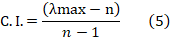 C. I. = (λmax − n) / n − 1 (5)